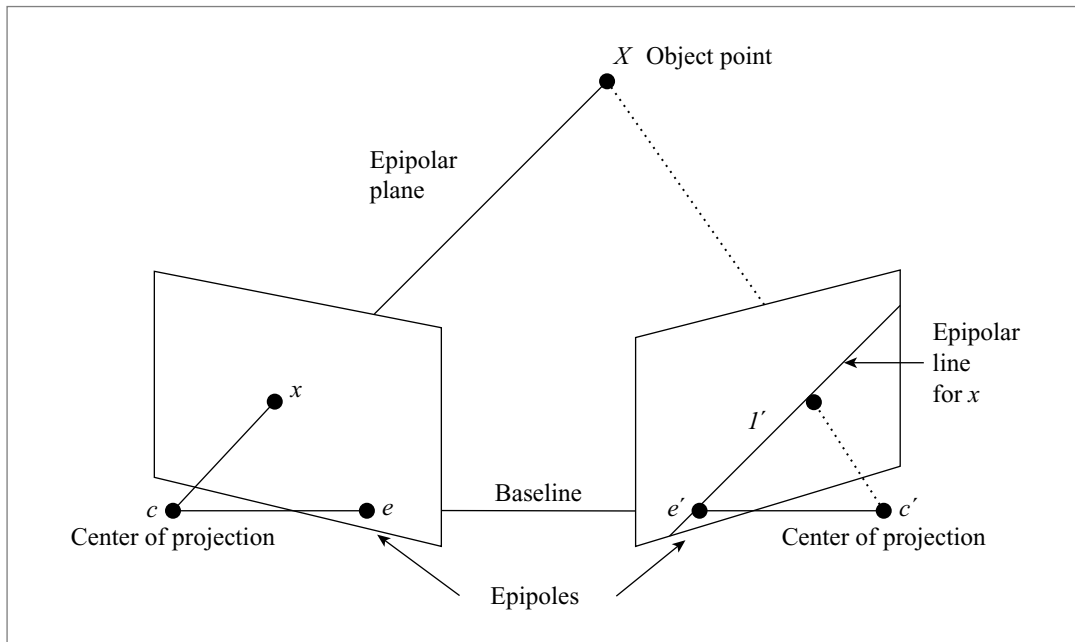 X Object point
Epipolar
plane
Epipolar
line
for x
x
l′
Baseline
c
e
e′
c′
Center of projection
Center of projection
Epipoles